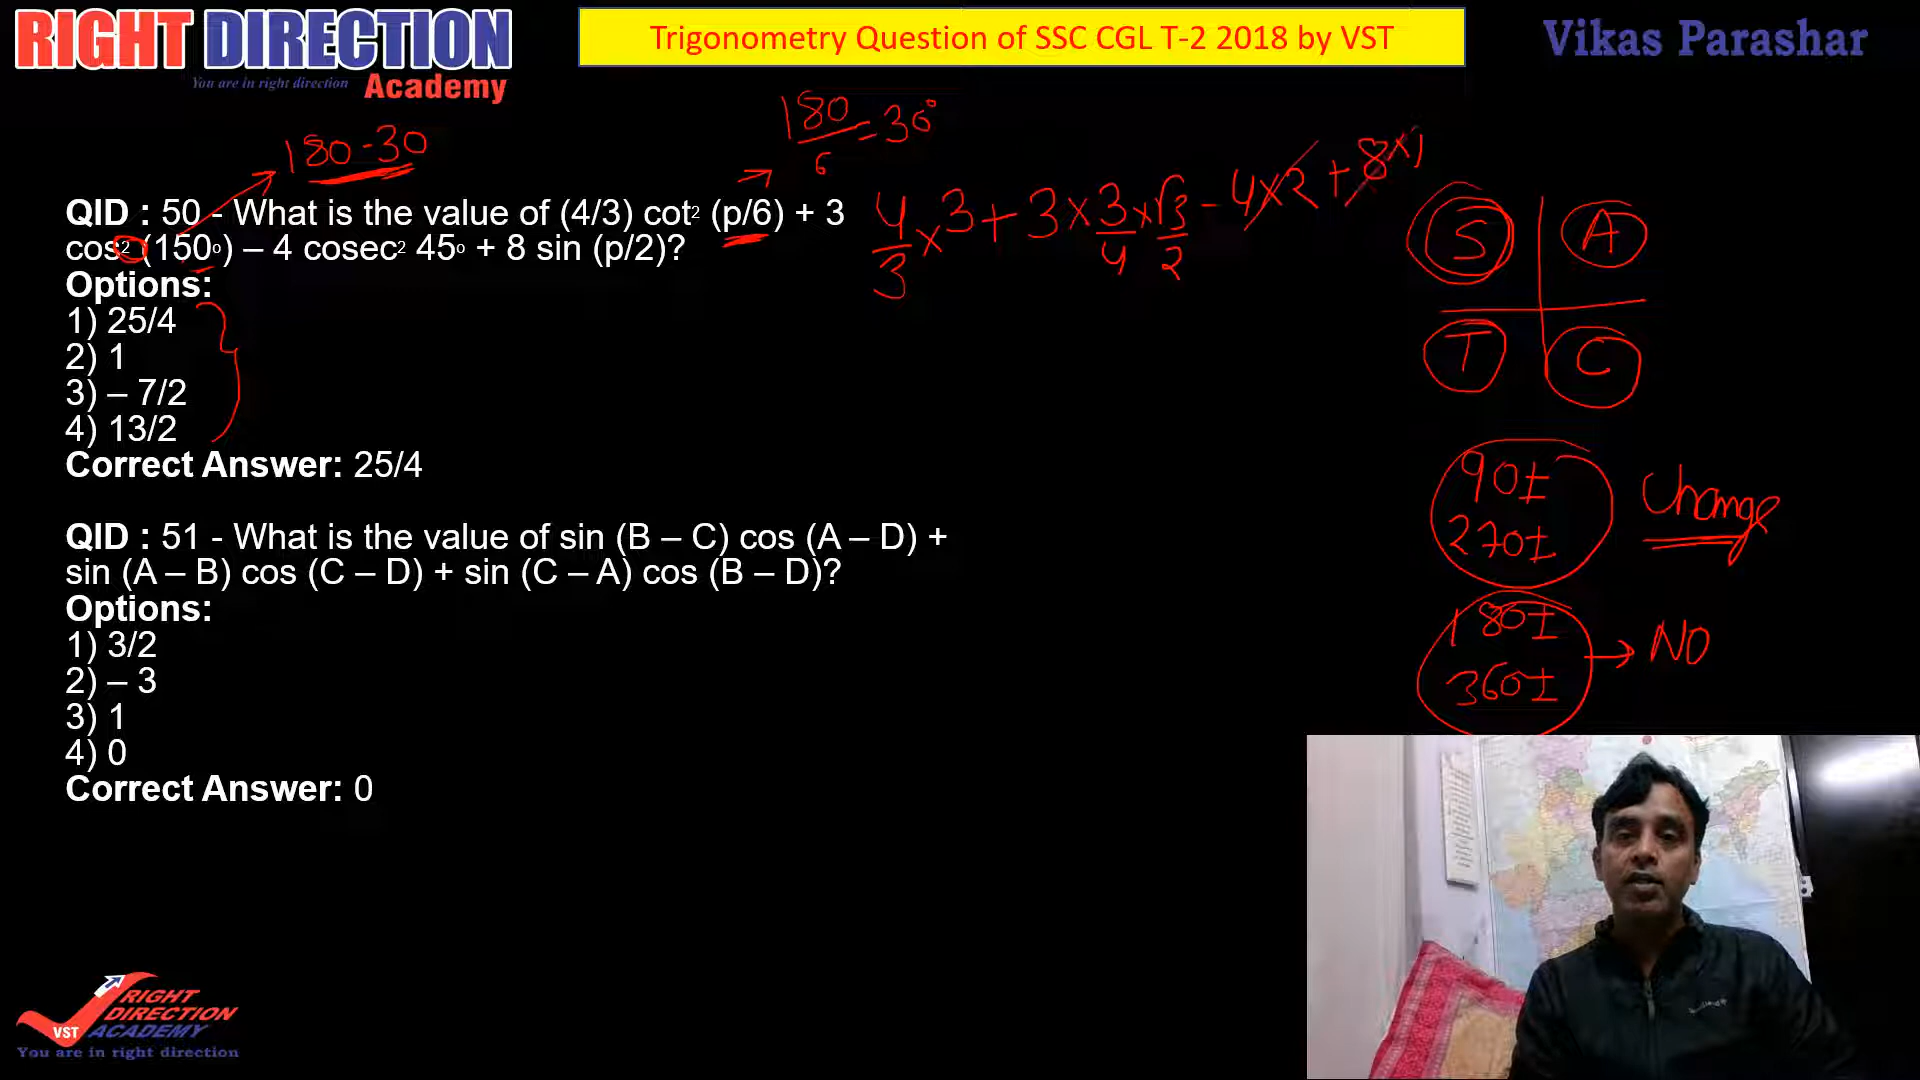 RIGHT DIRECTION
You are in right direction Academy
Trigonometry Question of SSC CGL T-2 2018 by VST
Vikas Parashar
180-30
180/6 = 30°
QID : 50 - What is the value of (4/3) cot² (p/6) + 3
cos² (150º) – 4 cosec² 45º + 8 sin (p/2)?
4/3 × 3 + 3 × 3/4 × √3/2 - 4×2 + 8×1
Options:
1) 25/4
2) 1
3) – 7/2
4) 13/2
Correct Answer: 25/4
S A
T C
90±
270±
Change
180±
360±
→ NO
QID : 51 - What is the value of sin (B – C) cos (A – D) +
sin (A – B) cos (C – D) + sin (C – A) cos (B – D)?
Options:
1) 3/2
2) – 3
3) 1
4) 0
Correct Answer: 0
RIGHT
DIRECTION
VST ACADEMY
You are in right direction